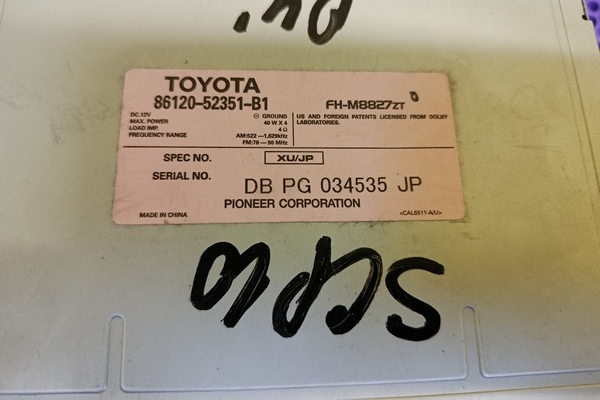 TOYOTA
86120-52351-B1
FH-M8827ZT
DC.12V ⊖ GROUND
MAX. POWER 40 W X 4
LOAD IMP. 4 Ω
FREQUENCY RANGE AM:522 —1,629kHz
FM:76 — 90 MHz
US AND FOREIGN PATENTS LICENSED FROM DOLBY
LABORATORIES.
SPEC NO. XU/JP
SERIAL NO. DB PG 034535 JP
PIONEER CORPORATION
MADE IN CHINA <CAL5511-A/U>